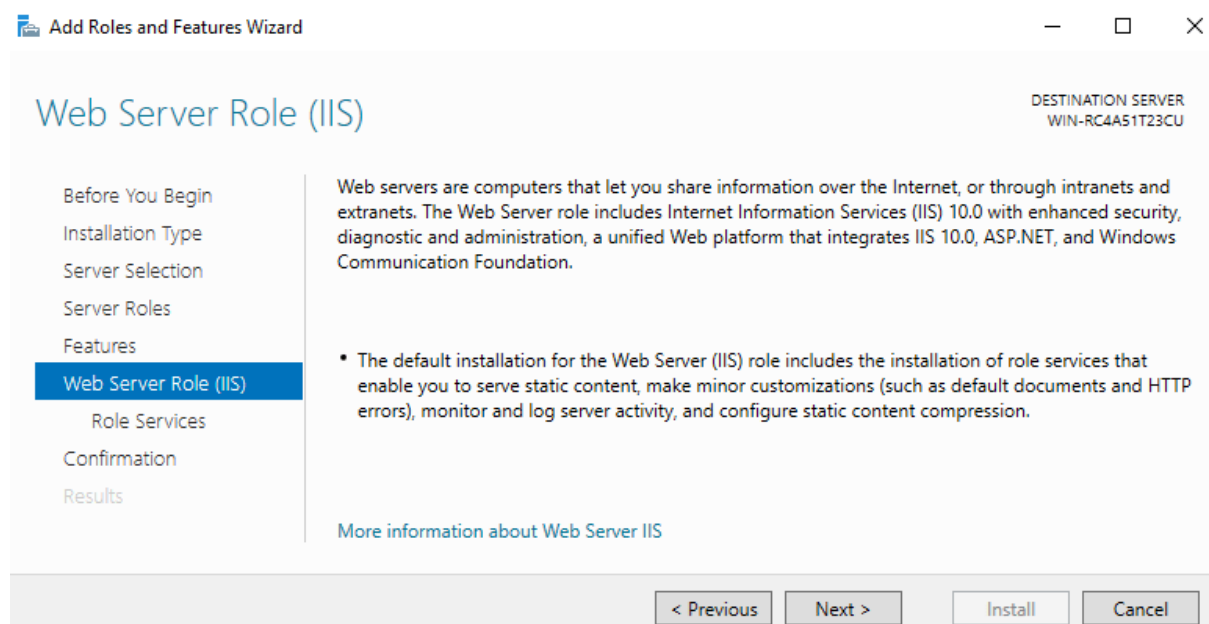 Add Roles and Features Wizard
Web Server Role (IIS)
DESTINATION SERVER
WIN-RC4A51T23CU
Before You Begin
Installation Type
Server Selection
Server Roles
Features
Web Server Role (IIS)
Role Services
Confirmation
Results
Web servers are computers that let you share information over the Internet, or through intranets and
extranets. The Web Server role includes Internet Information Services (IIS) 10.0 with enhanced security,
diagnostic and administration, a unified Web platform that integrates IIS 10.0, ASP.NET, and Windows
Communication Foundation.
• The default installation for the Web Server (IIS) role includes the installation of role services that
enable you to serve static content, make minor customizations (such as default documents and HTTP
errors), monitor and log server activity, and configure static content compression.
More information about Web Server IIS
< Previous
Next >
Install
Cancel